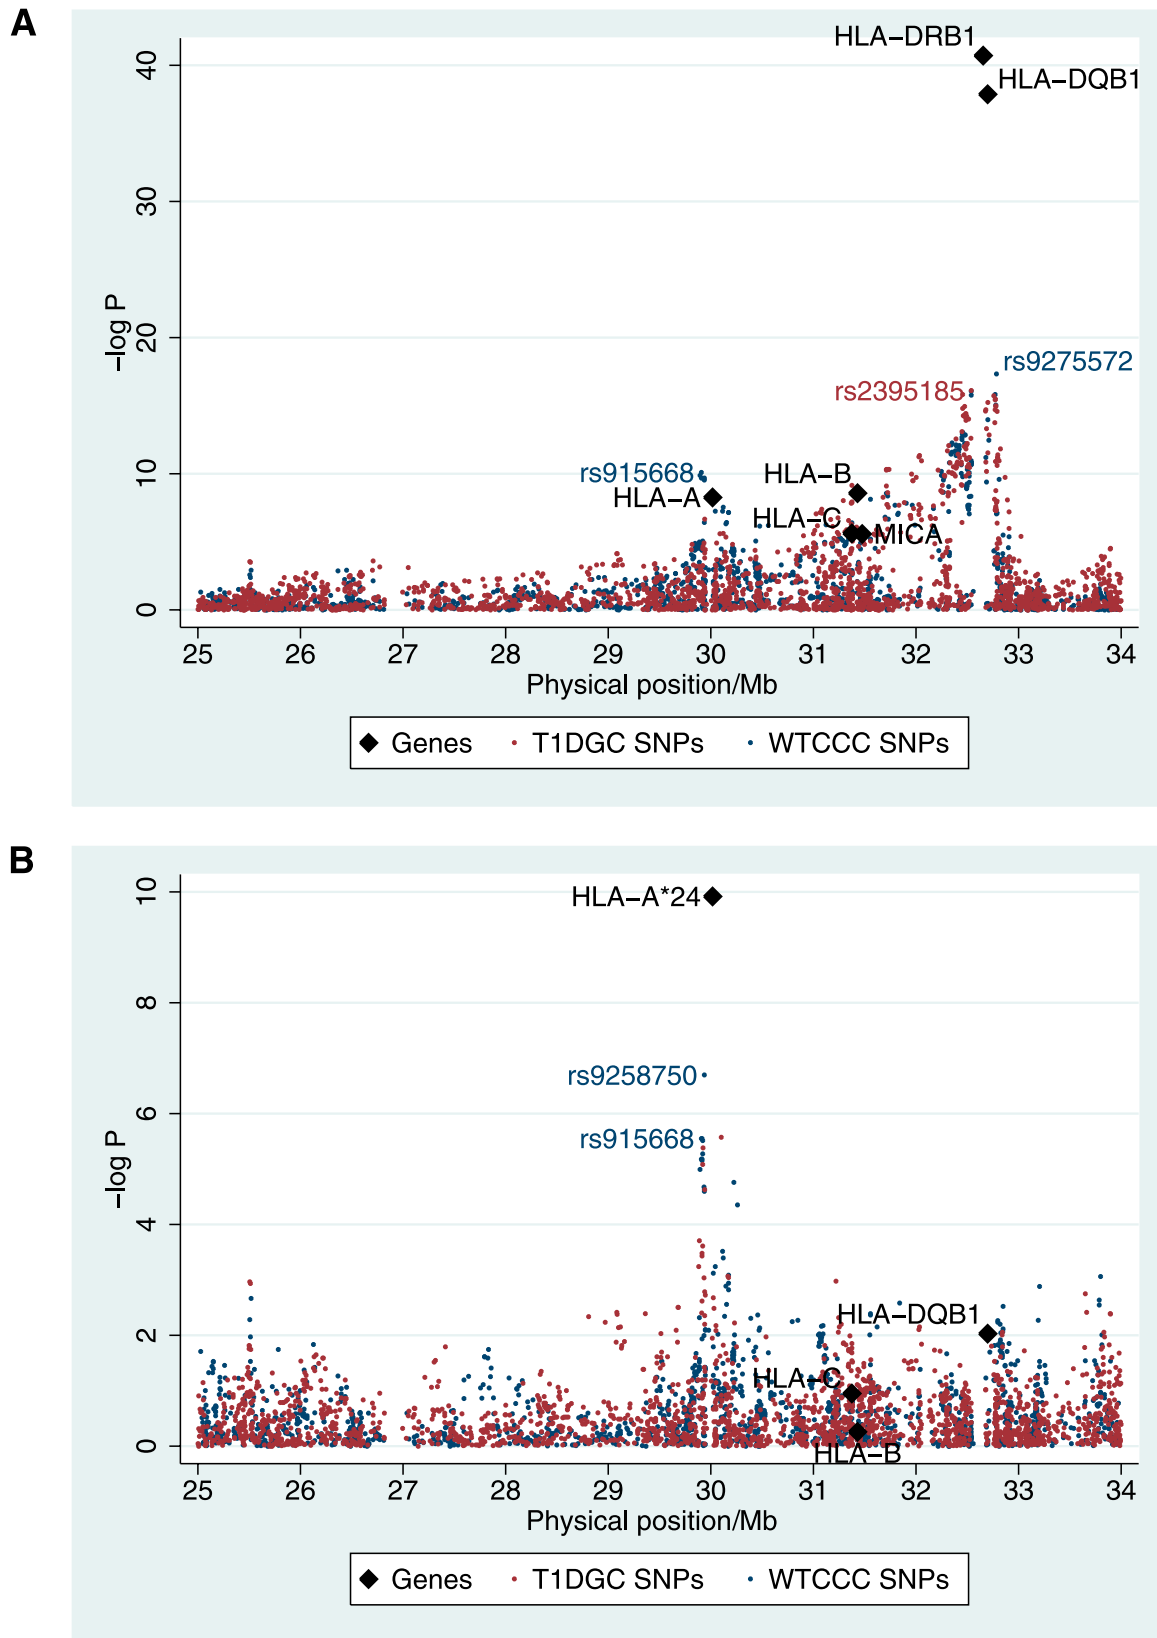 A
HLA−DRB1
HLA−DQB1
40
30
−log P
20
rs9275572
rs2395185
10
rs915668
HLA−B
HLA−A
HLA−C
MICA
0
25 26 27 28 29 30 31 32 33 34
Physical position/Mb
Genes T1DGC SNPs WTCCC SNPs
B
10
HLA−A*24
8
rs9258750
6
rs915668
−log P
4
2
HLA−DQB1
HLA−C
0
HLA−B
25 26 27 28 29 30 31 32 33 34
Physical position/Mb
Genes T1DGC SNPs WTCCC SNPs